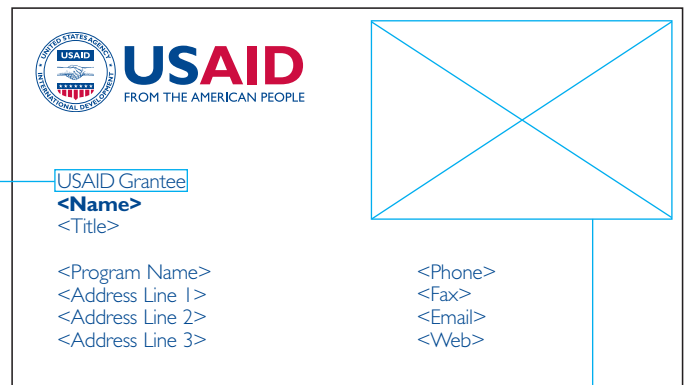 UNITED STATES AGENCY
USAID
INTERNATIONAL DEVELOPMENT
USAID
FROM THE AMERICAN PEOPLE
USAID Grantee
<Name>
<Title>
<Program Name>
<Address Line 1>
<Address Line 2>
<Address Line 3>
<Phone>
<Fax>
<Email>
<Web>